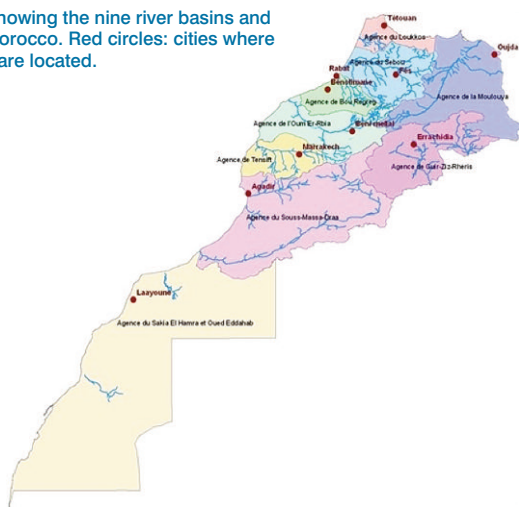 howing the nine river basins and
orocco. Red circles: cities where
are located.
Tétouan
Agence du Loukkos
Oujda
Agence du Sebou
Fès
Rabat
Benslimane
Agence de la Moulouya
Agence de Bou Regreg
Agence de l'Oum Er-Rbia
Béni-mellal
Errachidia
Marrakech
Agence de Tensift
Agence de Guir-Ziz-Rheris
Agadir
Agence du Souss-Massa-Draa
Laayoune
Agence du Sakia El Hamra et Oued Eddahab